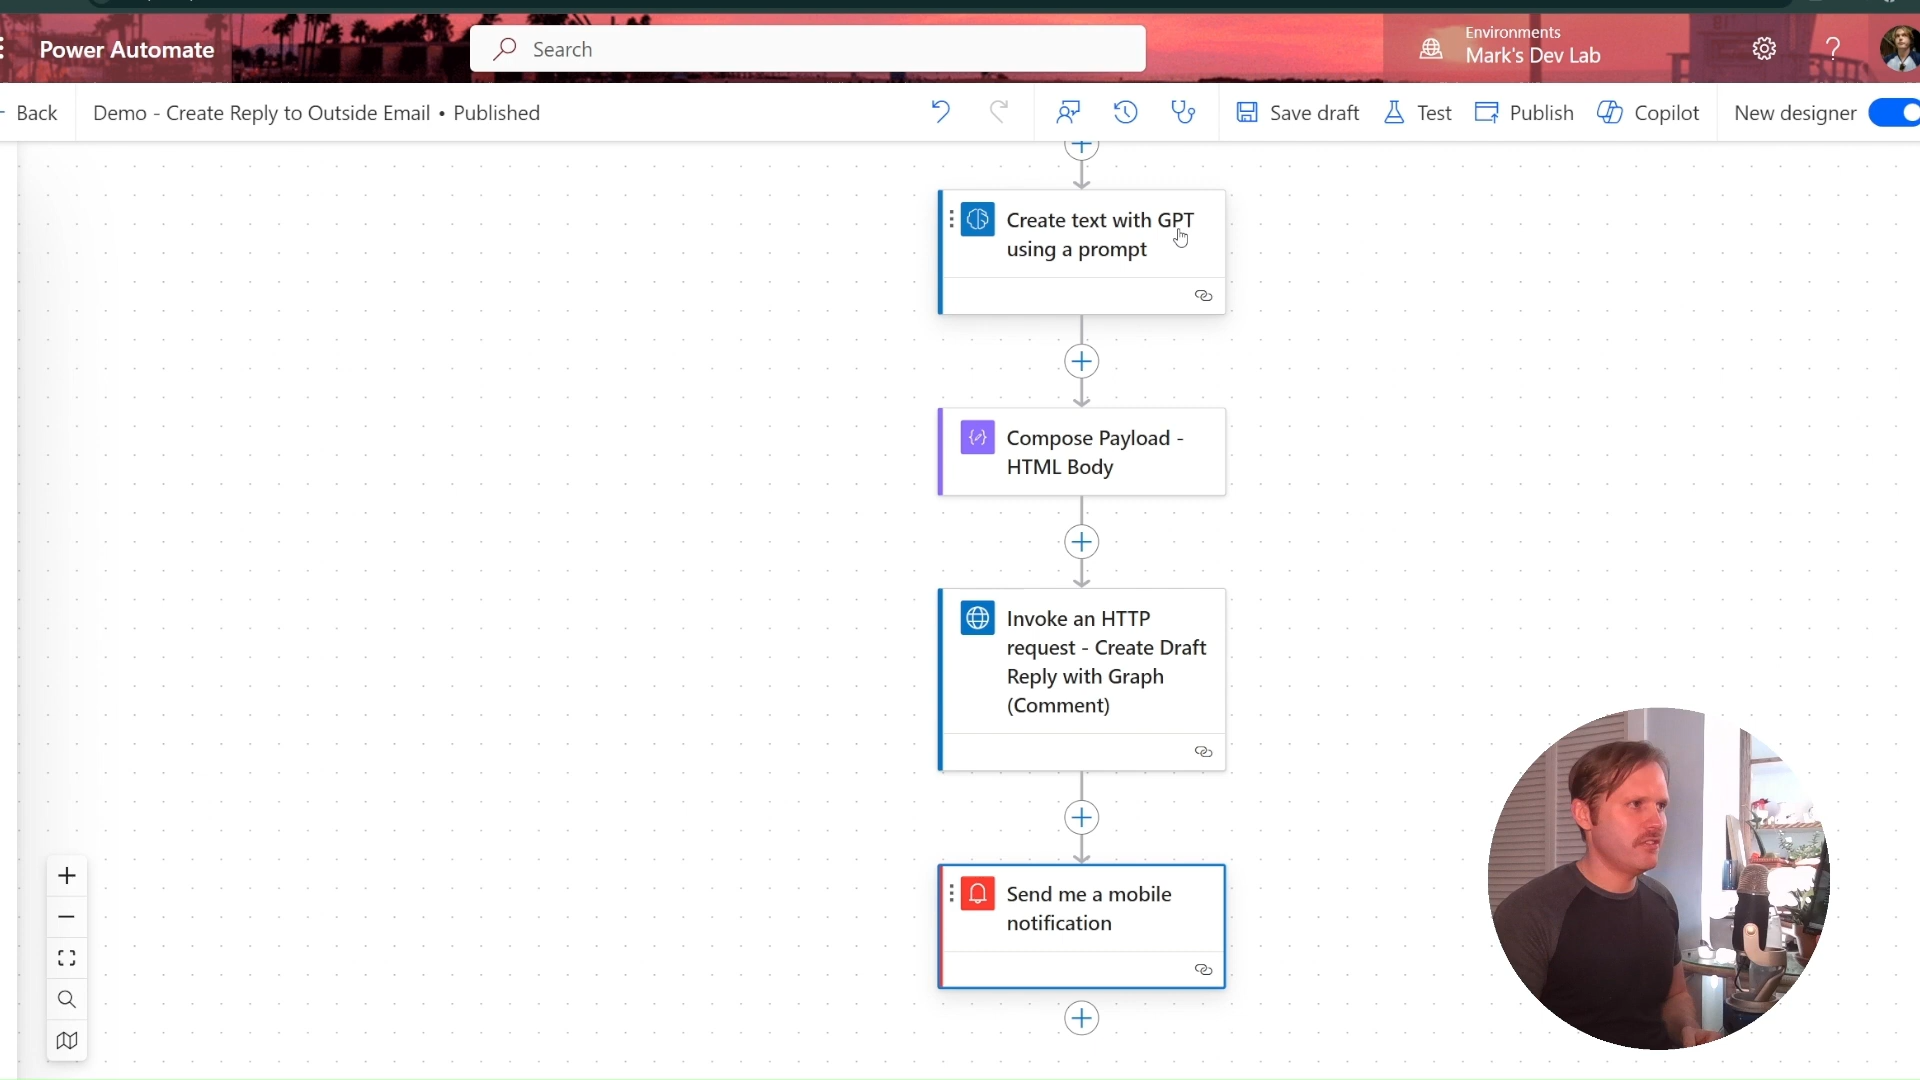 Power Automate
Search
Environments
Mark's Dev Lab
?
Back
Demo - Create Reply to Outside Email • Published
Save draft
Test
Publish
Copilot
New designer
Create text with GPT
using a prompt
Compose Payload -
HTML Body
Invoke an HTTP
request - Create Draft
Reply with Graph
(Comment)
Send me a mobile
notification